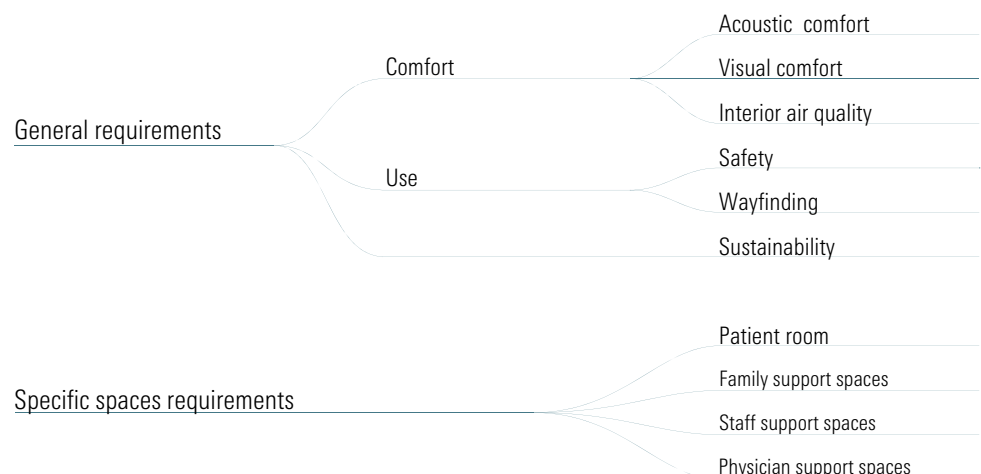 Acoustic  comfort
Comfort
Visual comfort
Interior air quality
General requirements
Safety
Use
Wayfinding
Sustainability
Patient room
Family support spaces
Specific spaces requirements
Staff support spaces
Physician support spaces